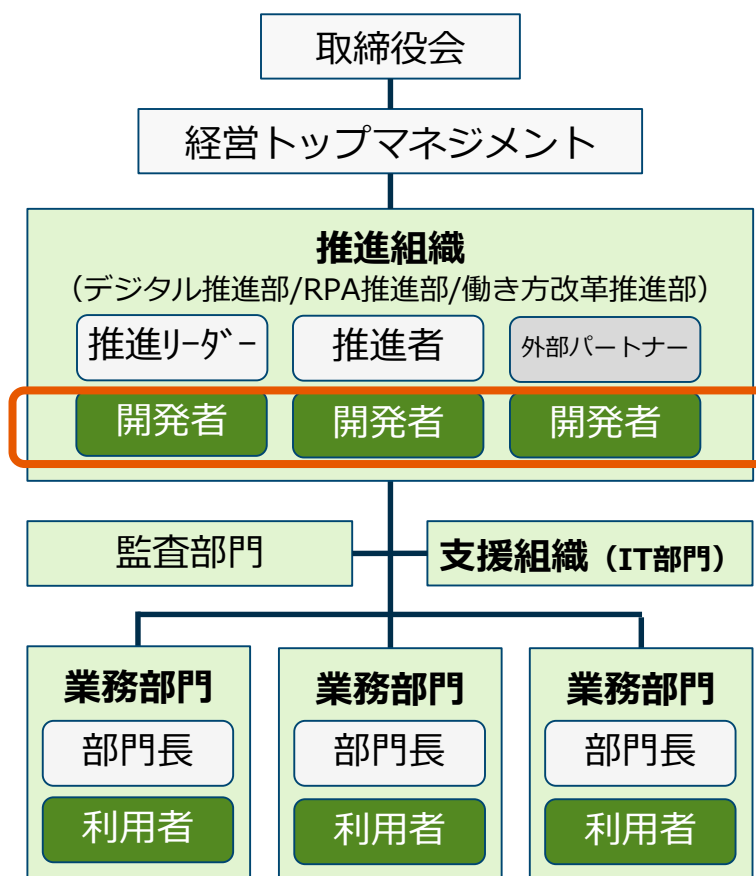 取締役会
経営トップマネジメント
推進組織
（デジタル推進部/RPA推進部/働き方改革推進部）
推進ﾘｰﾀﾞｰ 推進者 外部パートナー
開発者 開発者 開発者
監査部門 支援組織（IT部門）
業務部門 業務部門 業務部門
部門長 部門長 部門長
利用者 利用者 利用者